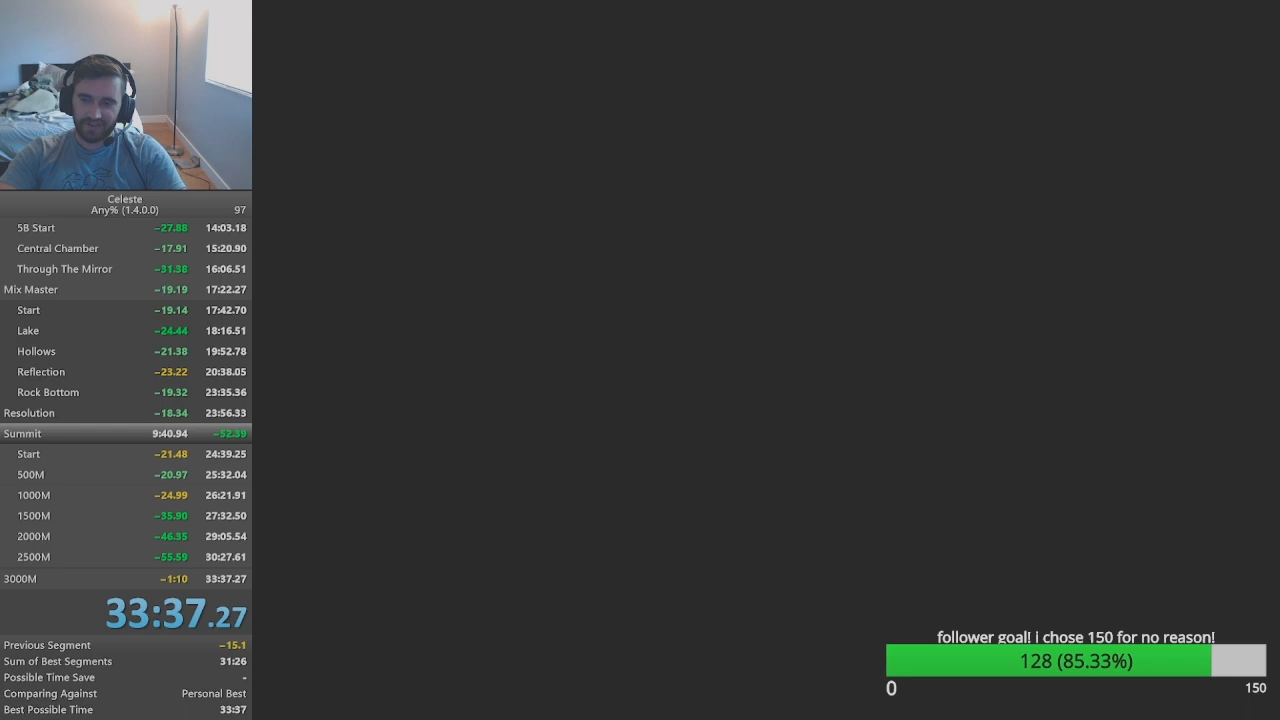 Celeste
Any% (1.4.0.0) 97
5B Start -27.88 14:03.18
Central Chamber -17.91 15:20.90
Through The Mirror -31.38 16:06.51
Mix Master -19.19 17:22.27
Start -19.14 17:42.70
Lake -24.44 18:16.51
Hollows -21.38 19:52.78
Reflection -23.22 20:38.05
Rock Bottom -19.32 23:35.36
Resolution -18.34 23:56.33
Summit 9:40.94 -52.39
Start -21.48 24:39.25
500M -20.97 25:32.04
1000M -24.99 26:21.91
1500M -35.90 27:32.50
2000M -46.35 29:05.54
2500M -55.59 30:27.61
3000M -1:10 33:37.27
33:37.27
Previous Segment -15.1
Sum of Best Segments 31:26
Possible Time Save -
Comparing Against Personal Best
Best Possible Time 33:37
follower goal! i chose 150 for no reason!
128 (85.33%)
0 150